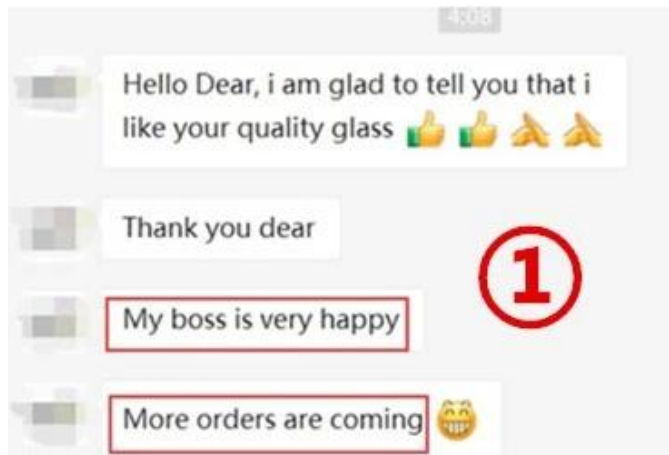 4:08
Hello Dear, i am glad to tell you that i
like your quality glass 👍 👍 🙏 🙏
Thank you dear
My boss is very happy
①
More orders are coming 😁